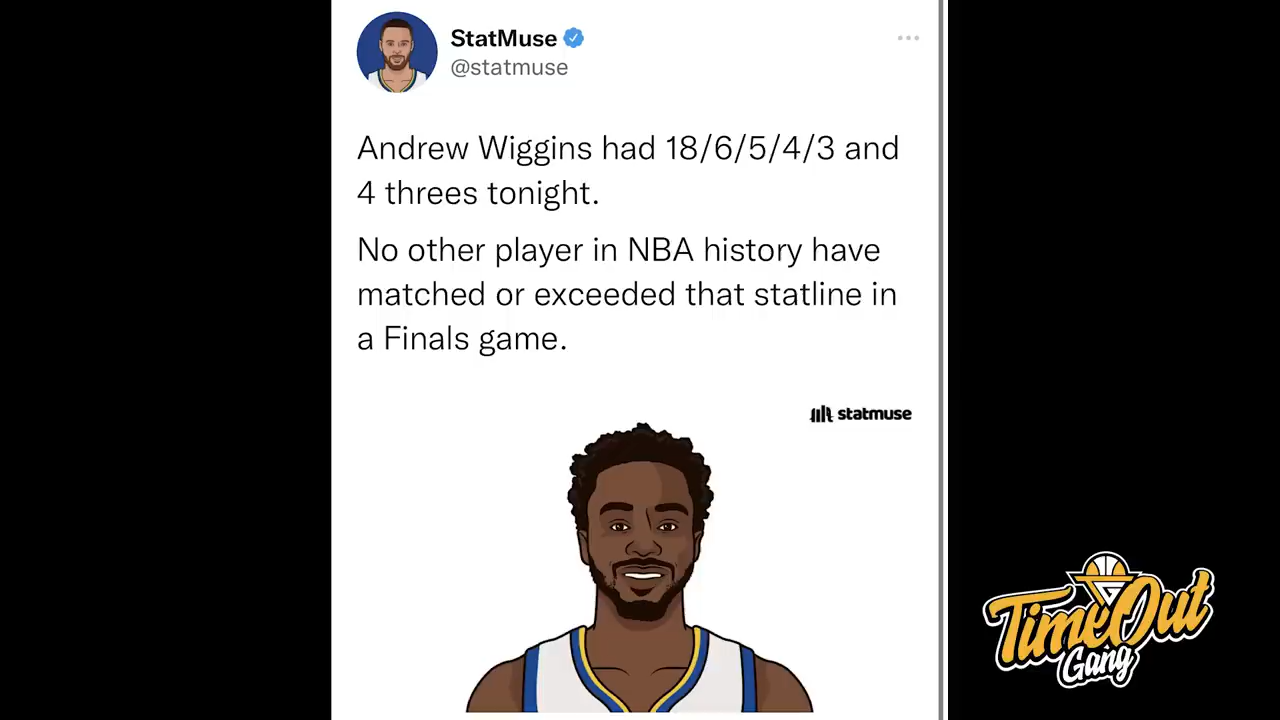 StatMuse
@statmuse
Andrew Wiggins had 18/6/5/4/3 and
4 threes tonight.
No other player in NBA history have
matched or exceeded that statline in
a Finals game.
statmuse
TimeOut
Gang